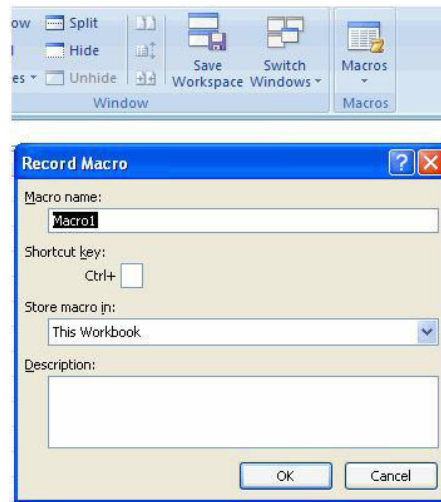 ow Split
l Hide Save Switch Macros
es Unhide Workspace Windows
Window Macros
Record Macro
Macro name:
Macro1
Shortcut key:
Ctrl+
Store macro in:
This Workbook
Description:
OK Cancel